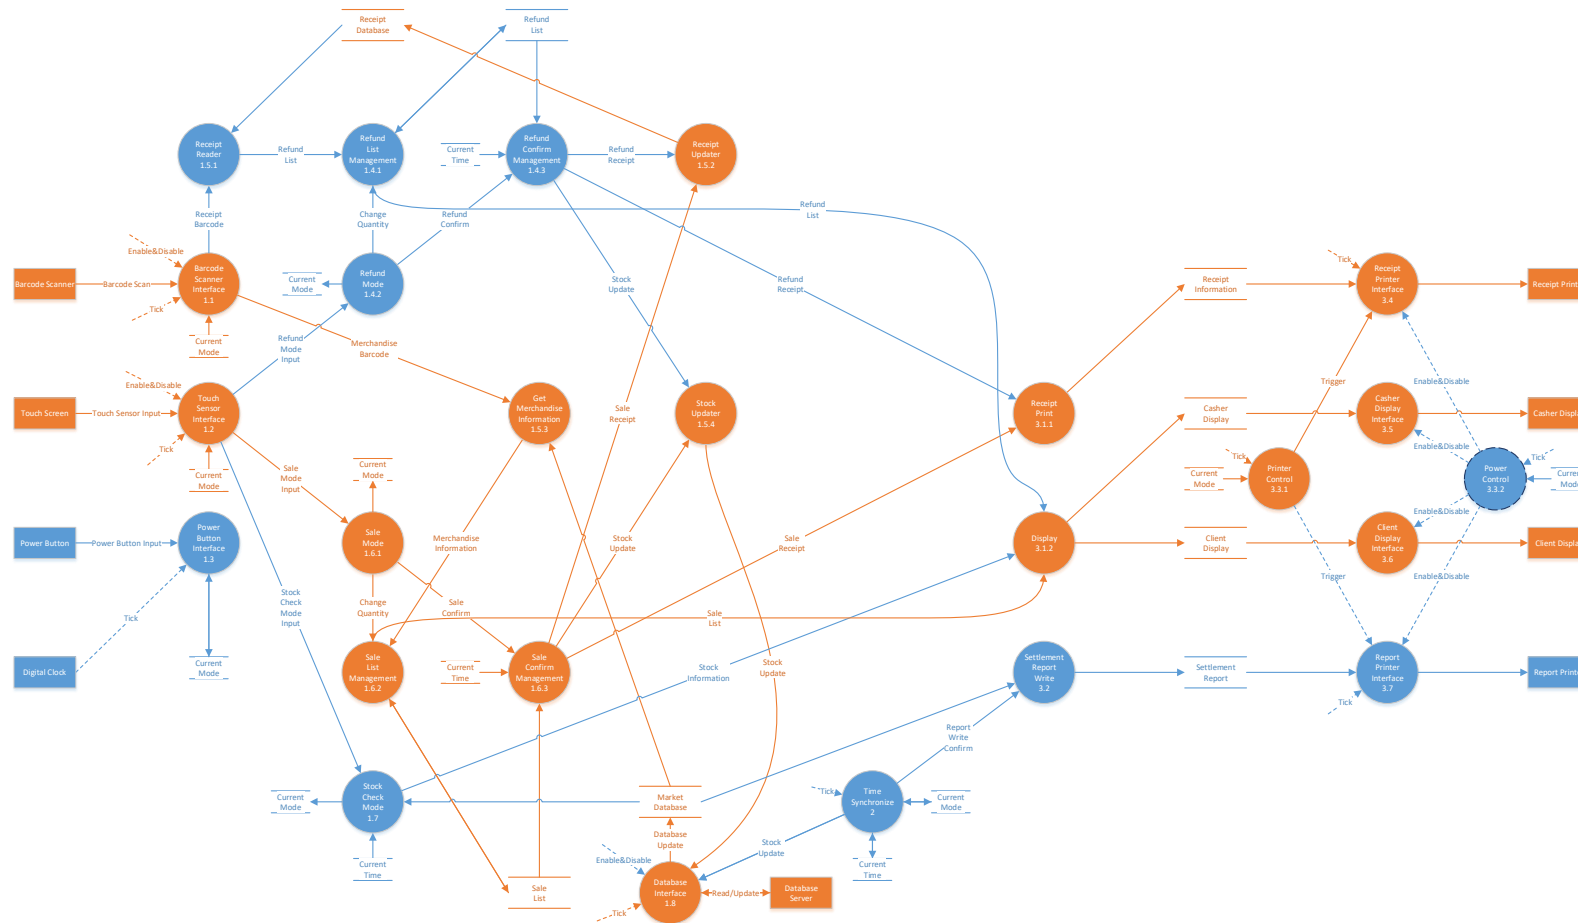 Receipt
Database
Refund
List
Receipt
Reader
1.5.1
Refund
List
Refund
List
Management
1.4.1
Current
Time
Refund
Confirm
Management
1.4.3
Refund
Receipt
Receipt
Updater
1.5.2
Receipt
Barcode
Change
Quantity
Refund
Confirm
Refund
List
Enable&Disable
Barcode Scanner
Barcode Scan
Barcode
Scanner
Interface
1.1
Tick
Current
Mode
Current
Mode
Refund
Mode
1.4.2
Stock
Update
Refund
Receipt
Receipt
Information
Tick
Receipt
Printer
Interface
3.4
Receipt Print
Refund
Mode
Input
Merchandise
Barcode
Enable&Disable
Touch Screen
Touch Sensor Input
Touch
Sensor
Interface
1.2
Tick
Current
Mode
Get
Merchandise
Information
1.5.3
Sale
Receipt
Stock
Updater
1.5.4
Receipt
Print
3.1.1
Casher
Display
Trigger
Enable&Disable
Casher
Display
Interface
3.5
Casher Display
Enable&Disable
Sale
Mode
Input
Current
Mode
Current
Mode
Tick
Printer
Control
3.3.1
Power
Control
3.3.2
Tick
Current
Mode
Enable&Disable
Power Button
Power Button Input
Power
Button
Interface
1.3
Sale
Mode
1.6.1
Merchandise
Information
Stock
Update
Sale
Receipt
Display
3.1.2
Client
Display
Client
Display
Interface
3.6
Client Display
Trigger
Enable&Disable
Tick
Stock
Check
Mode
Input
Change
Quantity
Sale
Confirm
Sale
List
Digital Clock
Current
Mode
Sale
List
Management
1.6.2
Current
Time
Sale
Confirm
Management
1.6.3
Stock
Information
Stock
Update
Settlement
Report
Write
3.2
Settlement
Report
Report
Printer
Interface
3.7
Tick
Report Print
Report
Write
Confirm
Current
Mode
Stock
Check
Mode
1.7
Market
Database
Tick
Time
Synchronize
2
Current
Mode
Current
Time
Database
Update
Stock
Update
Current
Time
Enable&Disable
Sale
List
Database
Interface
1.8
Read/Update
Database
Server
Tick